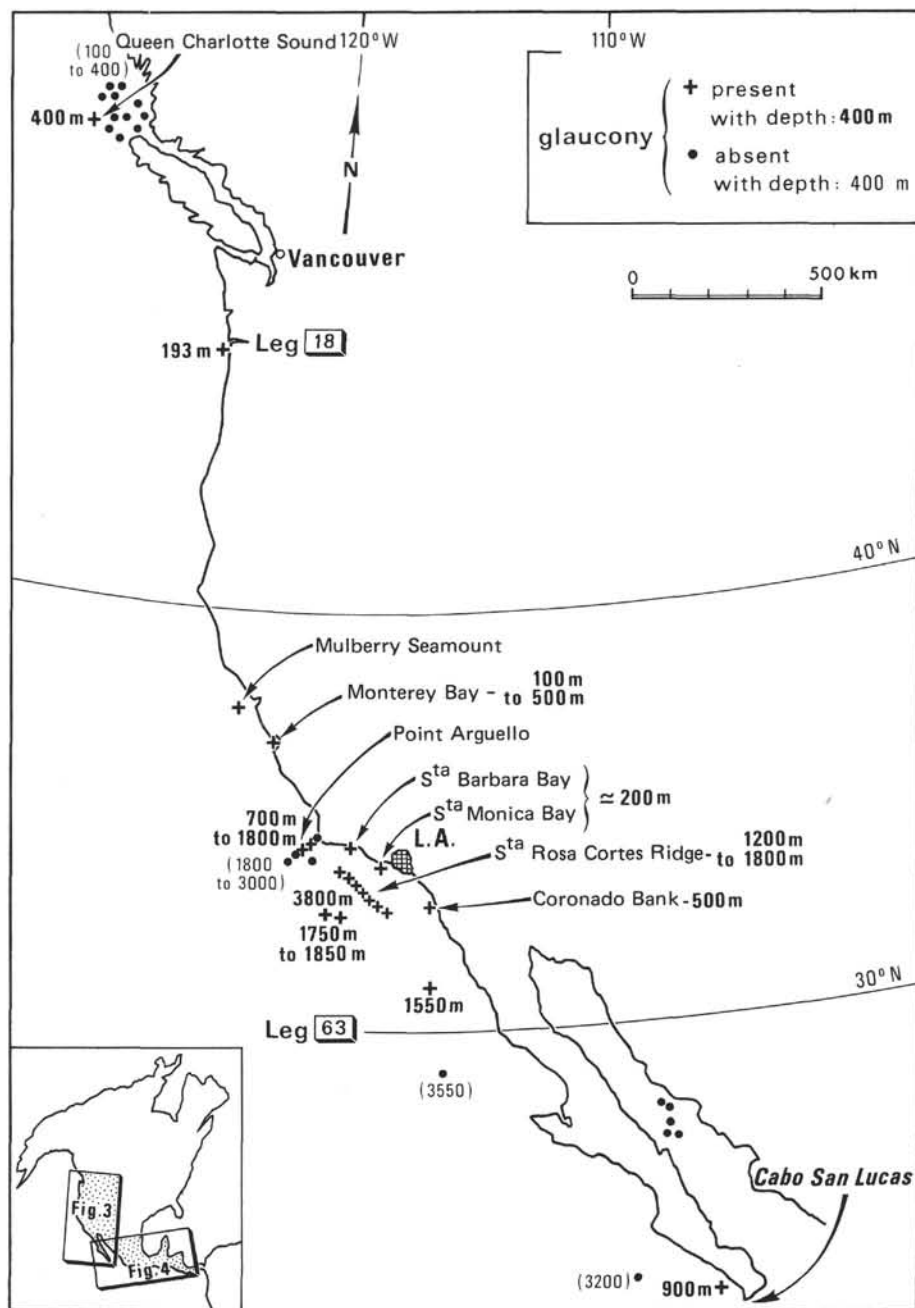 Queen Charlotte Sound
120°W
110°W
(100
to 400)
400 m
glaucony
+ present
with depth: 400 m
• absent
with depth: 400 m
N
Vancouver
0 500 km
193 m
Leg 18
40° N
Mulberry Seamount
Monterey Bay - 100 m
to 500 m
Point Arguello
Sta Barbara Bay
Sta Monica Bay
≃ 200 m
700 m
to 1800 m
L.A.
(1800
to 3000)
Sta Rosa Cortes Ridge - 1200 m
to 1800 m
3800 m
Coronado Bank - 500 m
1750 m
to 1850 m
30° N
1550 m
Leg 63
(3550)
Fig.3
Fig.4
Cabo San Lucas
(3200)
900 m